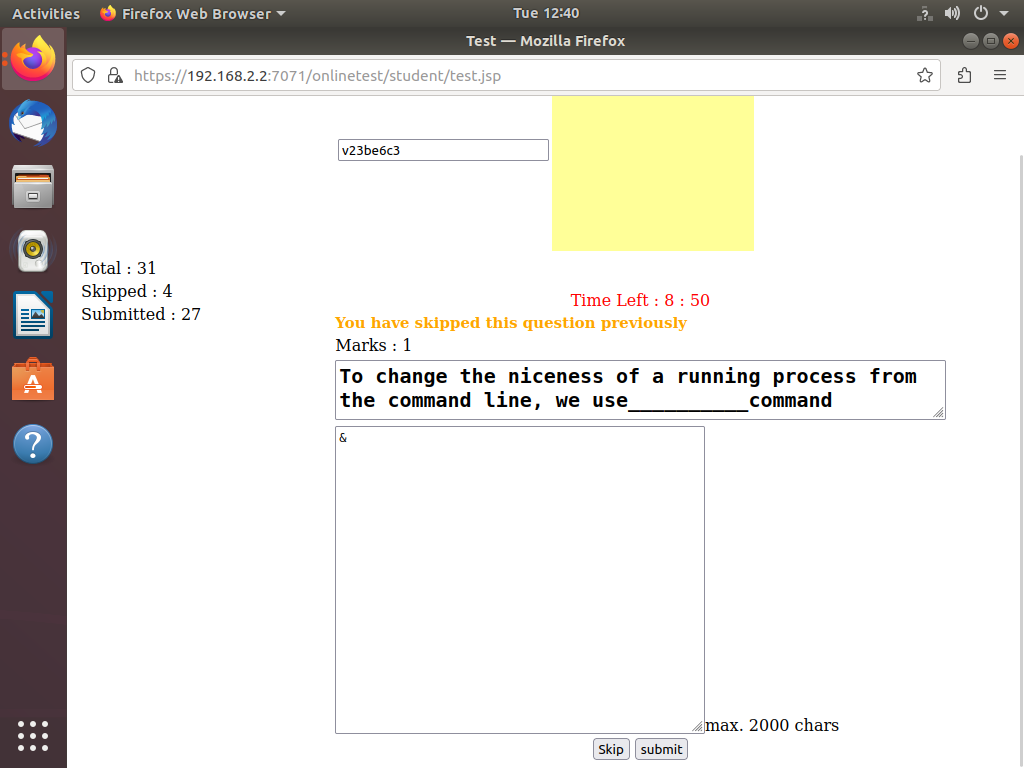 Activities Firefox Web Browser Tue 12:40
Test — Mozilla Firefox
https://192.168.2.2:7071/onlinetest/student/test.jsp
v23be6c3
Total : 31
Skipped : 4
Submitted : 27
Time Left : 8 : 50
You have skipped this question previously
Marks : 1
To change the niceness of a running process from
the command line, we use__________command
&
max. 2000 chars
Skip submit